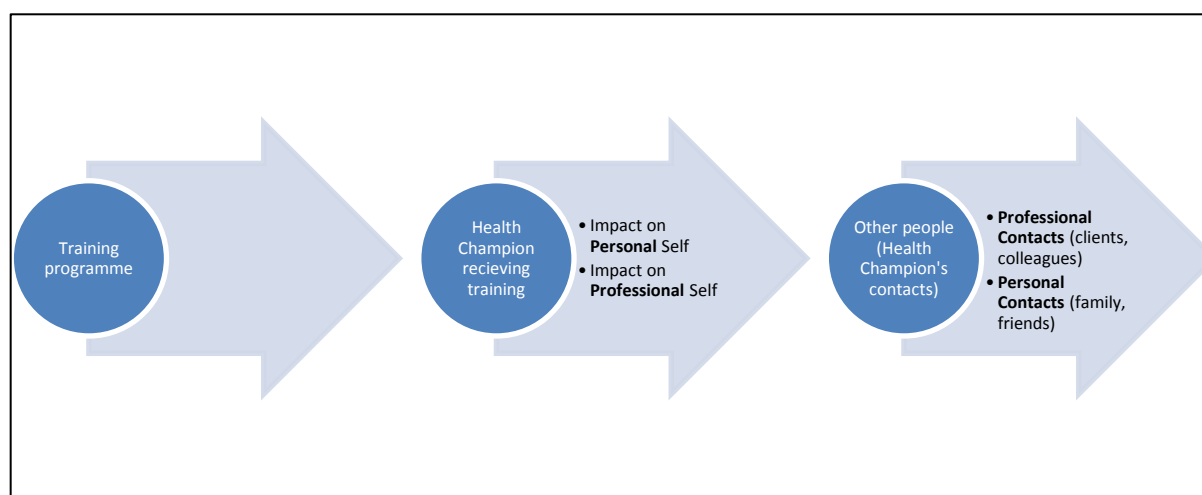 Training
programme
Health
Champion
recieving
training
• Impact on
Personal Self
• Impact on
Professional Self
Other people
(Health
Champion's
contacts)
• Professional
Contacts (clients,
colleagues)
• Personal
Contacts (family,
friends)